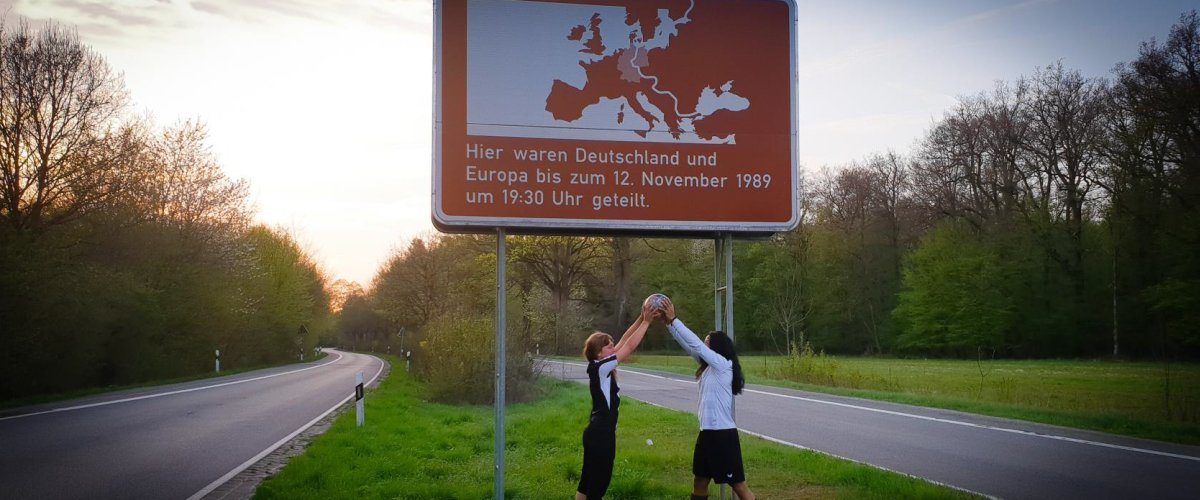 Hier waren Deutschland und
Europa bis zum 12. November 1989
um 19:30 Uhr geteilt.